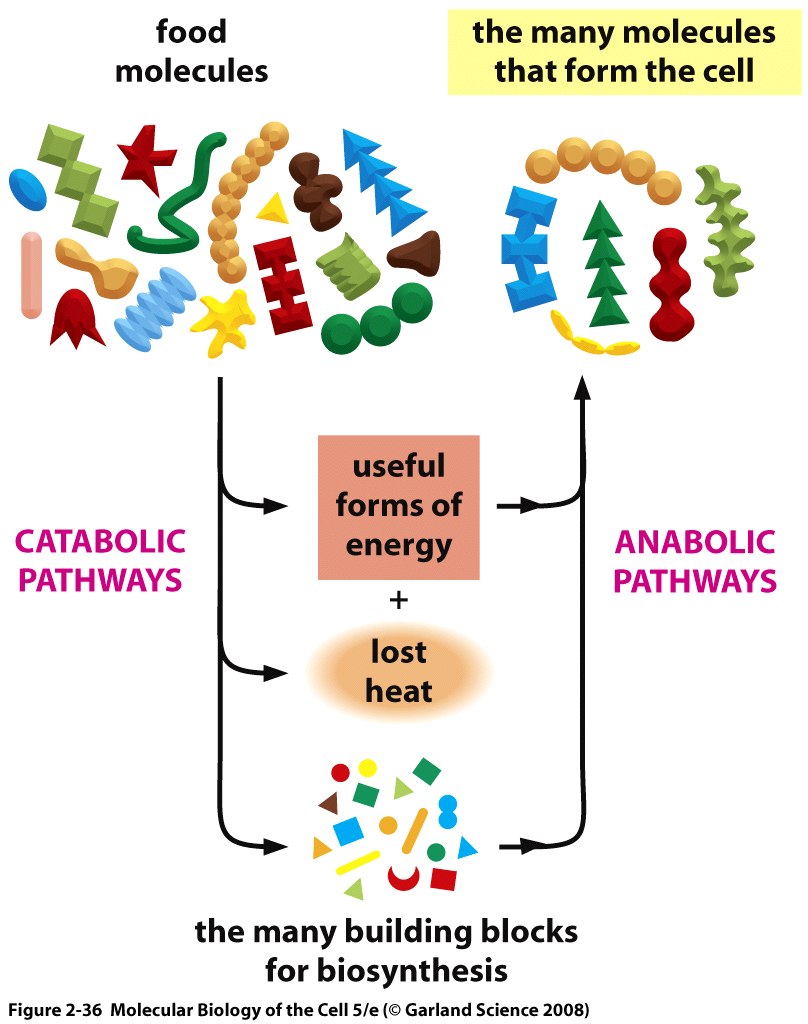 food
molecules
the many molecules
that form the cell
useful
forms of
energy
CATABOLIC
PATHWAYS
ANABOLIC
PATHWAYS
+
lost
heat
the many building blocks
for biosynthesis
Figure 2-36 Molecular Biology of the Cell 5/e (© Garland Science 2008)